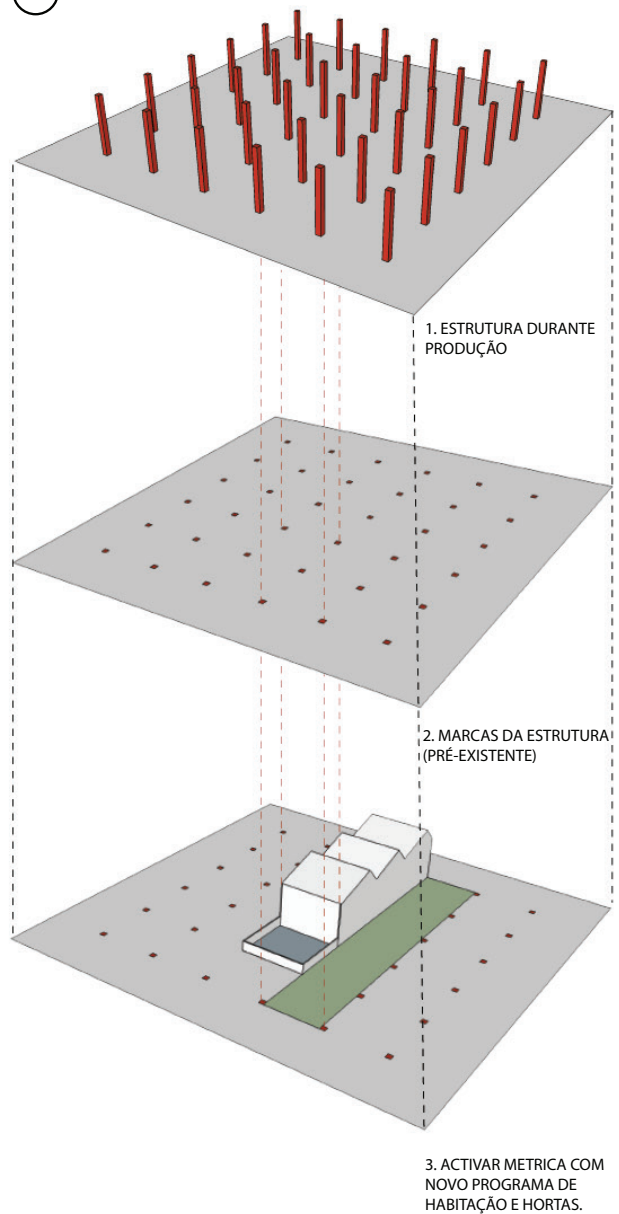 1. ESTRUTURA DURANTE
PRODUÇÃO
2. MARCAS DA ESTRUTURA
(PRÉ-EXISTENTE)
3. ACTIVAR METRICA COM
NOVO PROGRAMA DE
HABITAÇÃO E HORTAS.